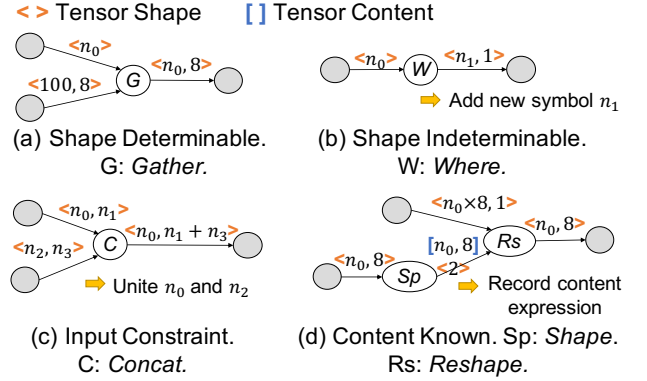 < > Tensor Shape [ ] Tensor Content
<n₀>
<100, 8>
G
<n₀, 8>
<n₀>
W
<n₁, 1>
Add new symbol n₁
(a) Shape Determinable.
G: Gather.
(b) Shape Indeterminable.
W: Where.
<n₀, n₁>
<n₂, n₃>
C
<n₀, n₁ + n₃>
Unite n₀ and n₂
<n₀×8, 1>
[n₀, 8]
Rs
<n₀, 8>
<n₀, 8>
Sp
<2>
Record content
expression
(c) Input Constraint.
C: Concat.
(d) Content Known. Sp: Shape.
Rs: Reshape.